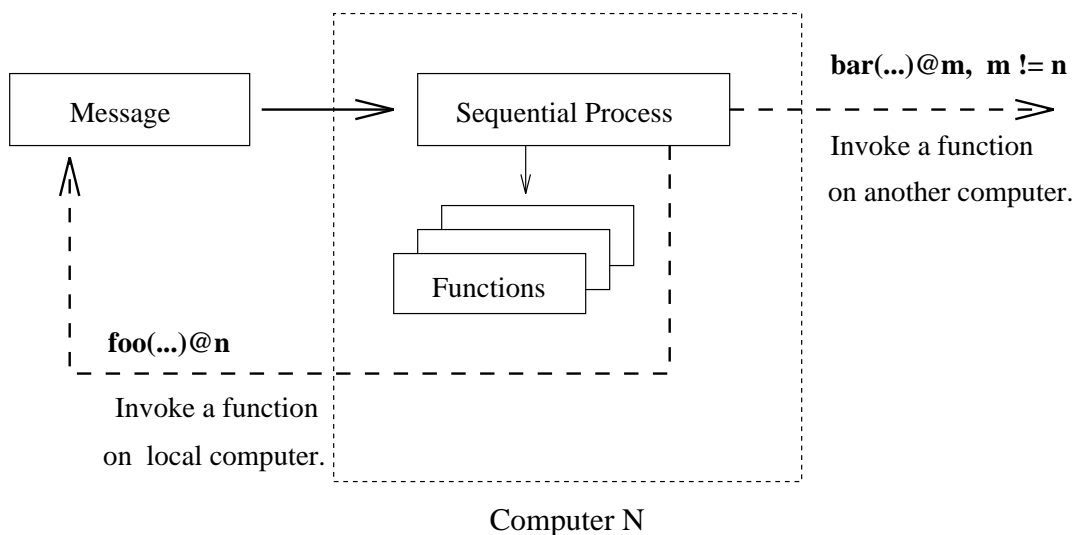 bar(...)@m, m != n
Message
Sequential Process
Invoke a function
on another computer.
Functions
foo(...)@n
Invoke a function
on local computer.
Computer N